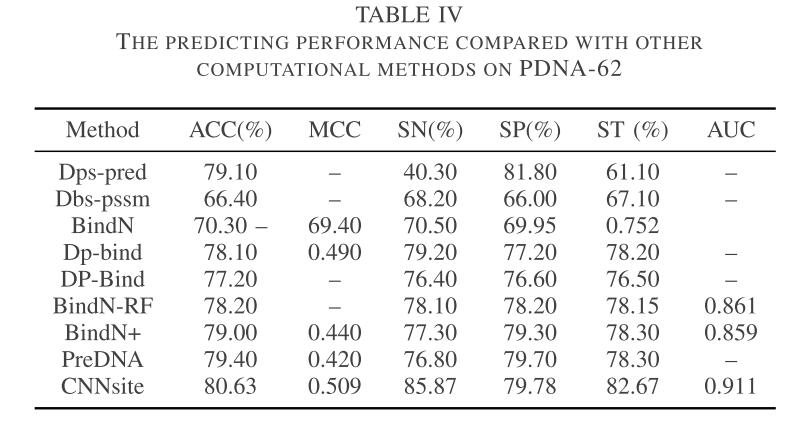 TABLE IV
THE PREDICTING PERFORMANCE COMPARED WITH OTHER
COMPUTATIONAL METHODS ON PDNA-62
Method ACC(%) MCC SN(%) SP(%) ST (%) AUC
Dps-pred 79.10 – 40.30 81.80 61.10 –
Dbs-pssm 66.40 – 68.20 66.00 67.10 –
BindN 70.30 – 69.40 70.50 69.95 0.752
Dp-bind 78.10 0.490 79.20 77.20 78.20 –
DP-Bind 77.20 – 76.40 76.60 76.50 –
BindN-RF 78.20 – 78.10 78.20 78.15 0.861
BindN+ 79.00 0.440 77.30 79.30 78.30 0.859
PreDNA 79.40 0.420 76.80 79.70 78.30 –
CNNsite 80.63 0.509 85.87 79.78 82.67 0.911